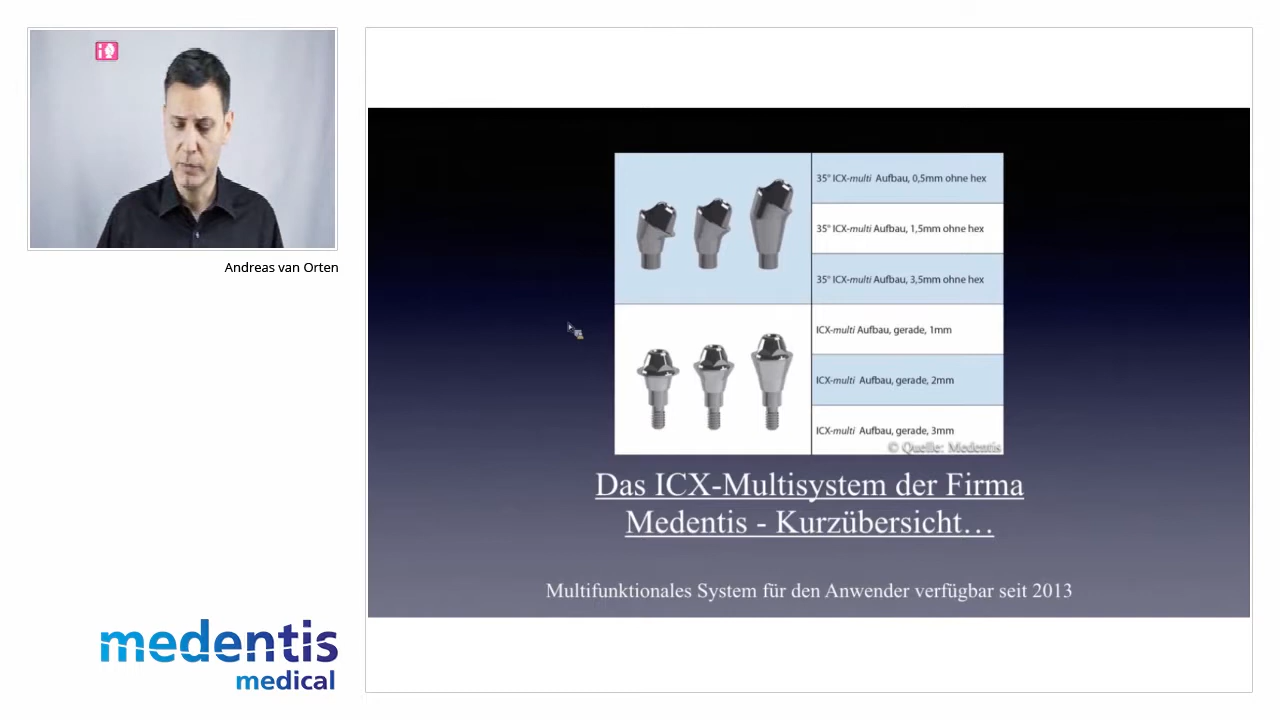 Andreas van Orten
35° ICX-multi Aufbau, 0,5mm ohne hex
35° ICX-multi Aufbau, 1,5mm ohne hex
35° ICX-multi Aufbau, 3,5mm ohne hex
ICX-multi Aufbau, gerade, 1mm
ICX-multi Aufbau, gerade, 2mm
ICX-multi Aufbau, gerade, 3mm
© Quelle: Medentis
Das ICX-Multisystem der Firma
Medentis - Kurzübersicht…
Multifunktionales System für den Anwender verfügbar seit 2013
medentis
medical